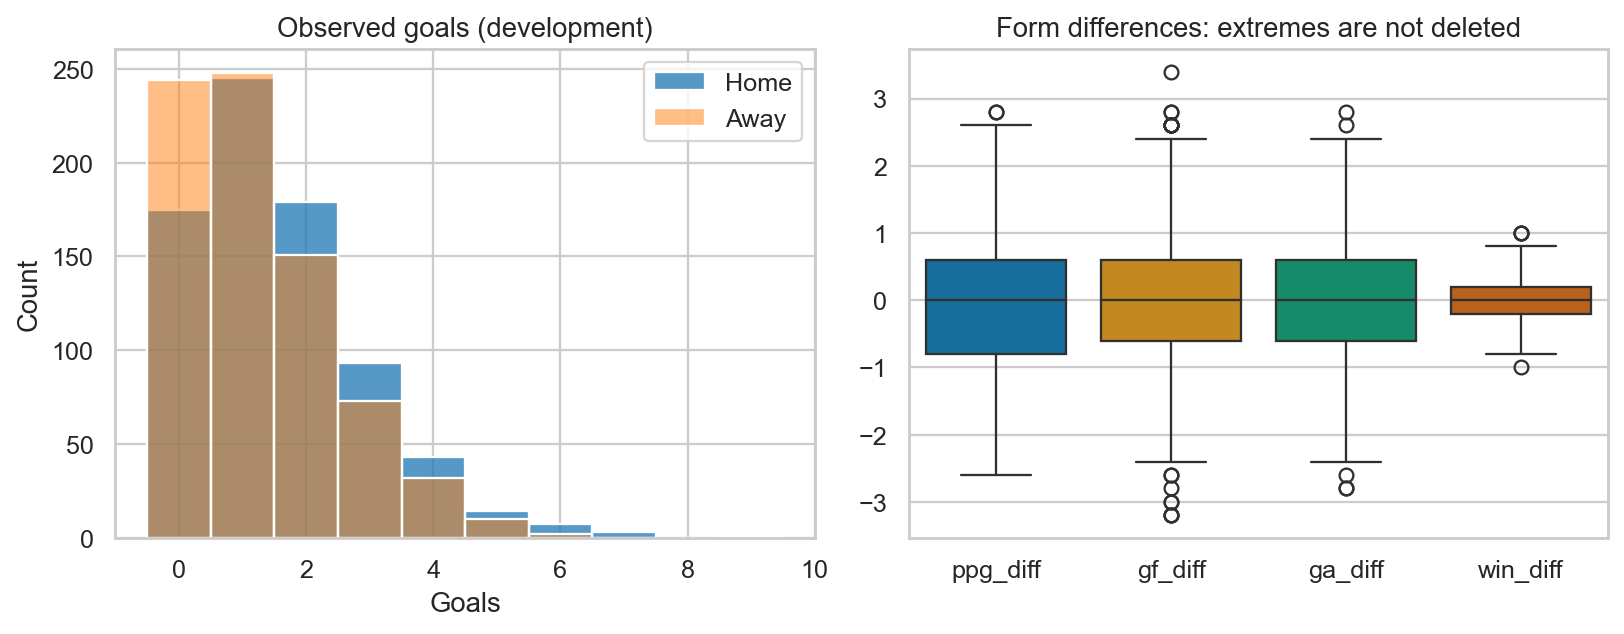 Observed goals (development)
250
200
150
100
50
0
Count
0 2 4 6 8 10
Goals
Home
Away
Form differences: extremes are not deleted
3
2
1
0
−1
−2
−3
ppg_diff gf_diff ga_diff win_diff